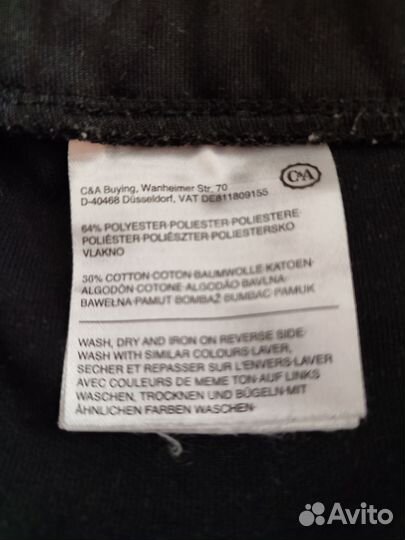 C&A
C&A Buying, Wanheimer Str. 70
D-40468 Düsseldorf, VAT DE811809155
64% POLYESTER·POLYESTER·POLIESTERE·
POLIÉSTER·POLIÉSZTER·POLIESTERSKO
VLAKNO
36% COTTON·COTON·BAUMWOLLE·KATOEN·
ALGODÓN·COTONE·ALGODÃO·BAVLNA·
BAWEŁNA·PAMUT·BOMBAŽ·BUMBAC·PAMUK
WASH, DRY AND IRON ON REVERSE SIDE·
WASH WITH SIMILAR COLOURS·LAVER,
SECHER ET REPASSER SUR L'ENVERS·LAVER
AVEC COULEURS DE MEME TON·AUF LINKS
WASCHEN, TROCKNEN UND BÜGELN·MIT
ÄHNLICHEN FARBEN WASCHEN·
Avito